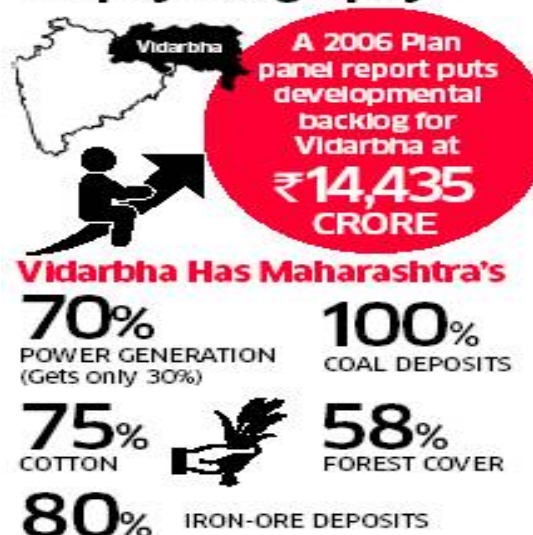 Vidarbha
A 2006 Plan
panel report puts
developmental
backlog for
Vidarbha at
₹14,435
CRORE
Vidarbha Has Maharashtra's
70%
POWER GENERATION
(Gets only 30%)
100%
COAL DEPOSITS
75%
COTTON
58%
FOREST COVER
80% IRON-ORE DEPOSITS